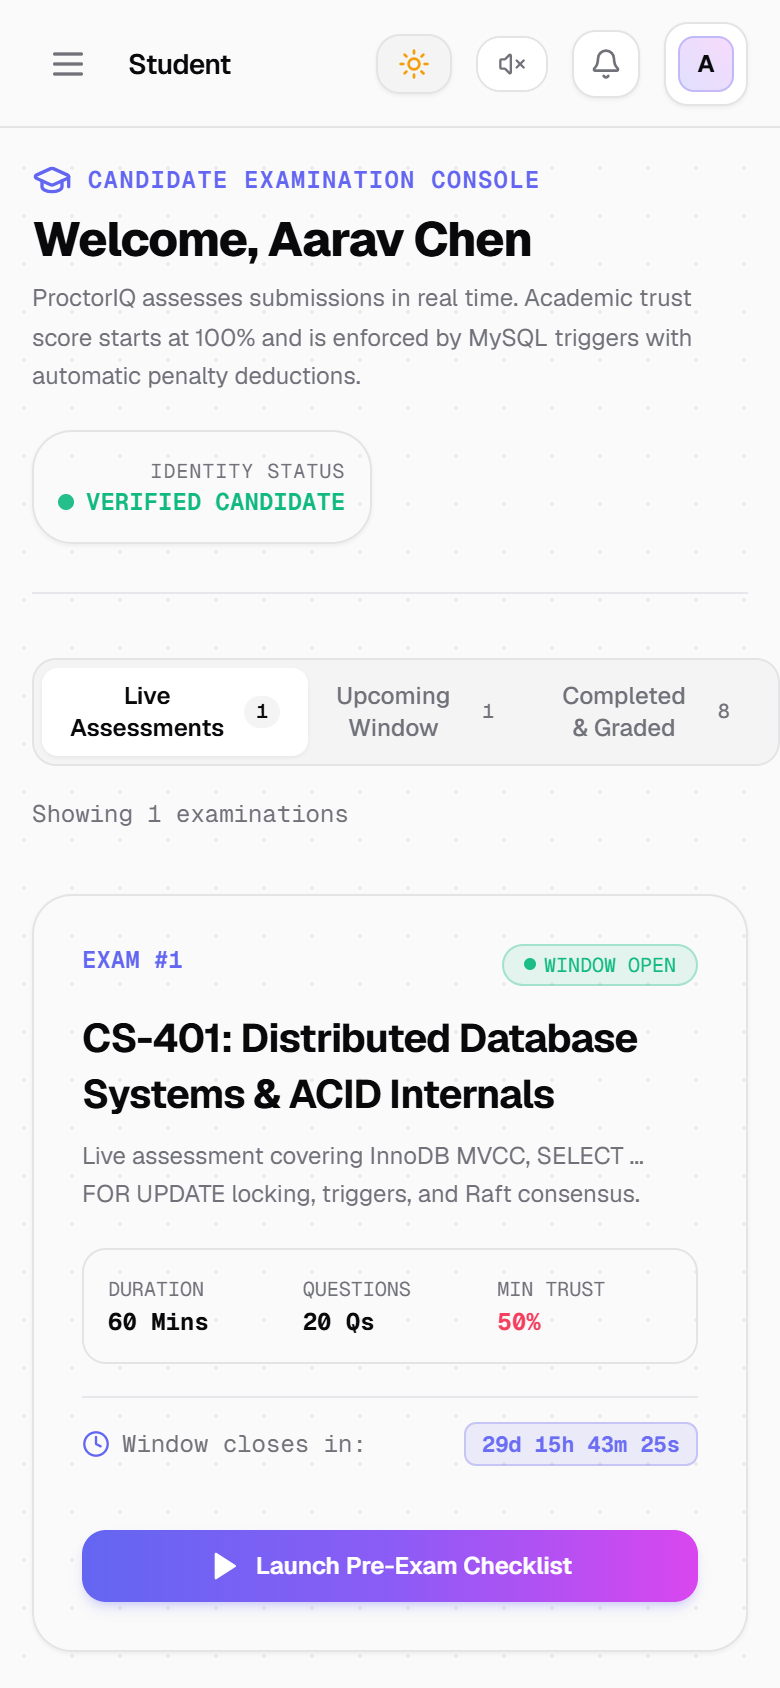 Student
A
CANDIDATE EXAMINATION CONSOLE
Welcome, Aarav Chen
ProctorIQ assesses submissions in real time. Academic trust
score starts at 100% and is enforced by MySQL triggers with
automatic penalty deductions.
IDENTITY STATUS
VERIFIED CANDIDATE
Live
Assessments
1
Upcoming
Window
1
Completed
& Graded
8
Showing 1 examinations
EXAM #1
WINDOW OPEN
CS-401: Distributed Database
Systems & ACID Internals
Live assessment covering InnoDB MVCC, SELECT ...
FOR UPDATE locking, triggers, and Raft consensus.
DURATION
60 Mins
QUESTIONS
20 Qs
MIN TRUST
50%
Window closes in:
29d 15h 43m 25s
Launch Pre-Exam Checklist